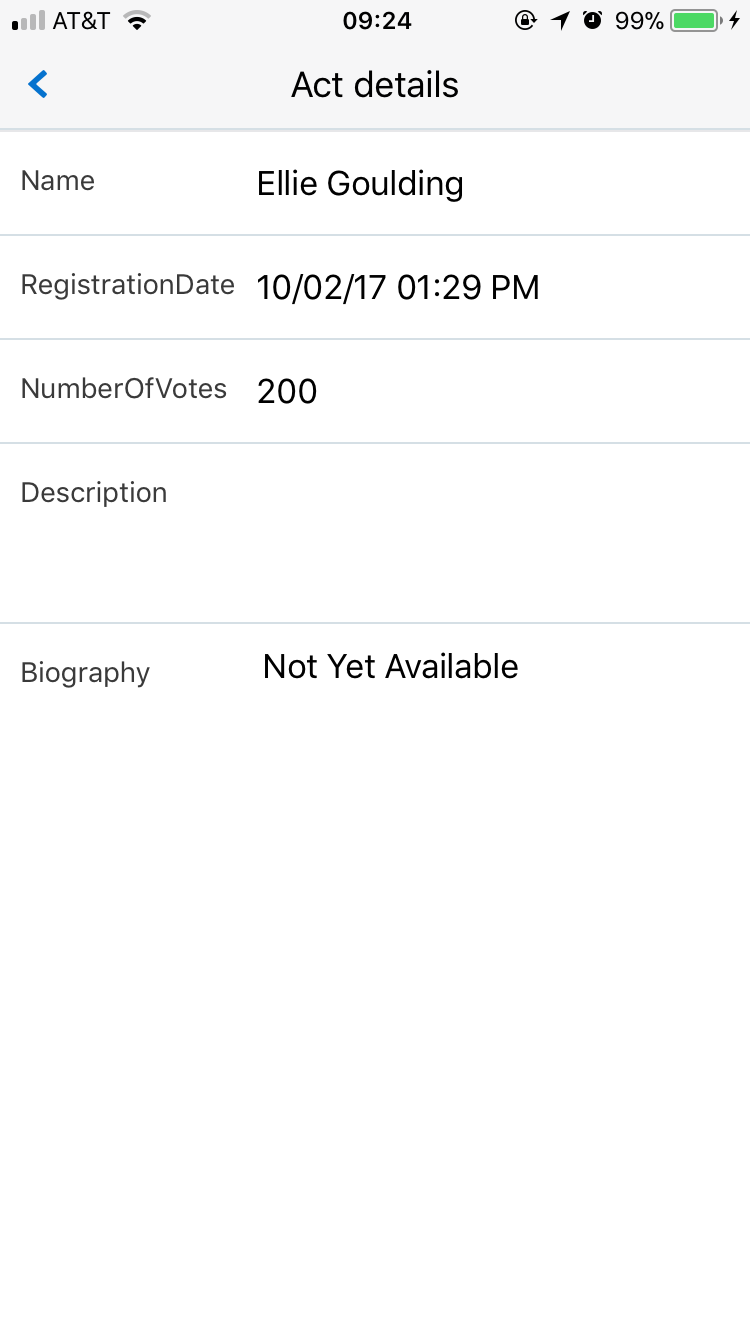 AT&T 09:24 99%
Act details
Name Ellie Goulding
RegistrationDate 10/02/17 01:29 PM
NumberOfVotes 200
Description
Biography Not Yet Available